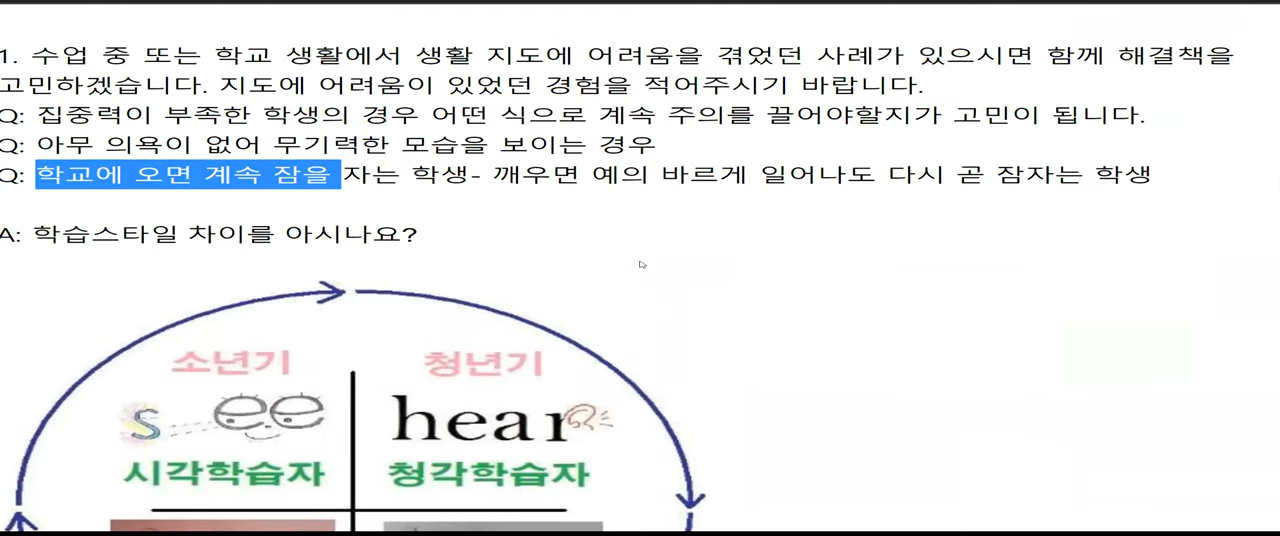 1. 수업 중 또는 학교 생활에서 생활 지도에 어려움을 겪었던 사례가 있으시면 함께 해결책을
고민하겠습니다. 지도에 어려움이 있었던 경험을 적어주시기 바랍니다.
Q: 집중력이 부족한 학생의 경우 어떤 식으로 계속 주의를 끌어야할지가 고민이 됩니다.
Q: 아무 의욕이 없어 무기력한 모습을 보이는 경우
Q: 학교에 오면 계속 잠을 자는 학생- 깨우면 예의 바르게 일어나도 다시 곧 잠자는 학생
A: 학습스타일 차이를 아시나요?
소년기 청년기
see hear
시각학습자 청각학습자